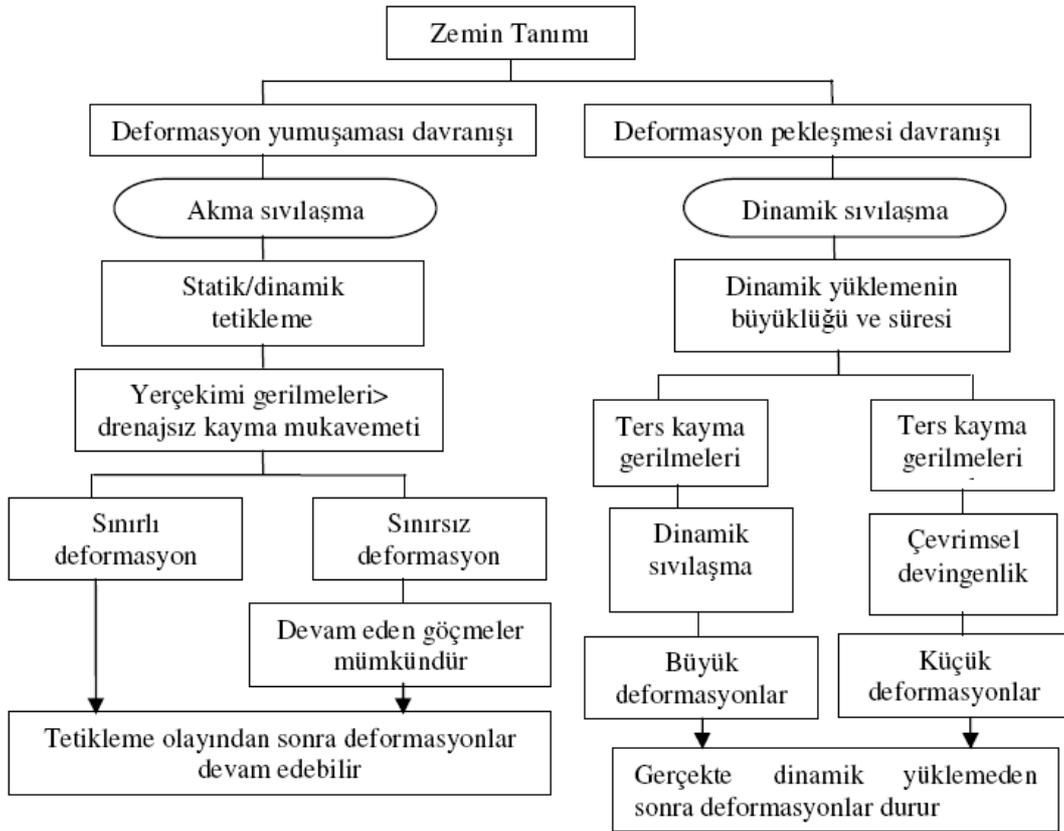 Zemin Tanımı
Deformasyon yumuşaması davranışı
Deformasyon pekleşmesi davranışı
Akma sıvılaşma
Dinamik sıvılaşma
Statik/dinamik
tetikleme
Dinamik yüklemenin
büyüklüğü ve süresi
Yerçekimi gerilmeleri>
drenajsız kayma mukavemeti
Ters kayma
gerilmeleri
Ters kayma
gerilmeleri
Sınırlı
deformasyon
Sınırsız
deformasyon
Dinamik
sıvılaşma
Çevrimsel
devingenlik
Devam eden göçmeler
mümkündür
Büyük
deformasyonlar
Küçük
deformasyonlar
Tetikleme olayından sonra deformasyonlar
devam edebilir
Gerçekte dinamik yüklemeden
sonra deformasyonlar durur